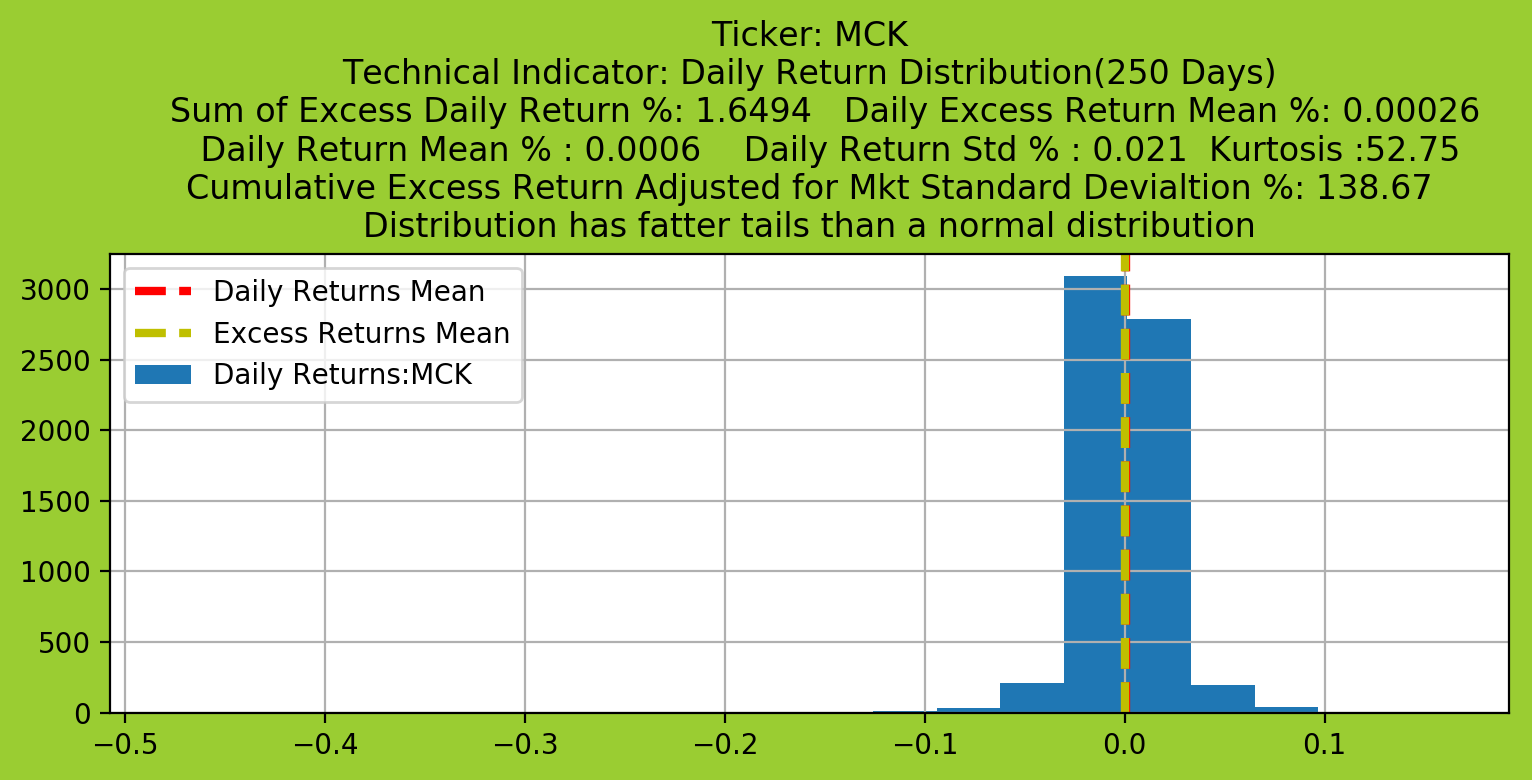 Ticker: MCK
Technical Indicator: Daily Return Distribution(250 Days)
Sum of Excess Daily Return %: 1.6494   Daily Excess Return Mean %: 0.00026
Daily Return Mean % : 0.0006    Daily Return Std % : 0.021  Kurtosis :52.75
Cumulative Excess Return Adjusted for Mkt Standard Devialtion %: 138.67
Distribution has fatter tails than a normal distribution
Daily Returns Mean
Excess Returns Mean
Daily Returns:MCK
3000
2500
2000
1500
1000
500
0
−0.5 −0.4 −0.3 −0.2 −0.1 0.0 0.1